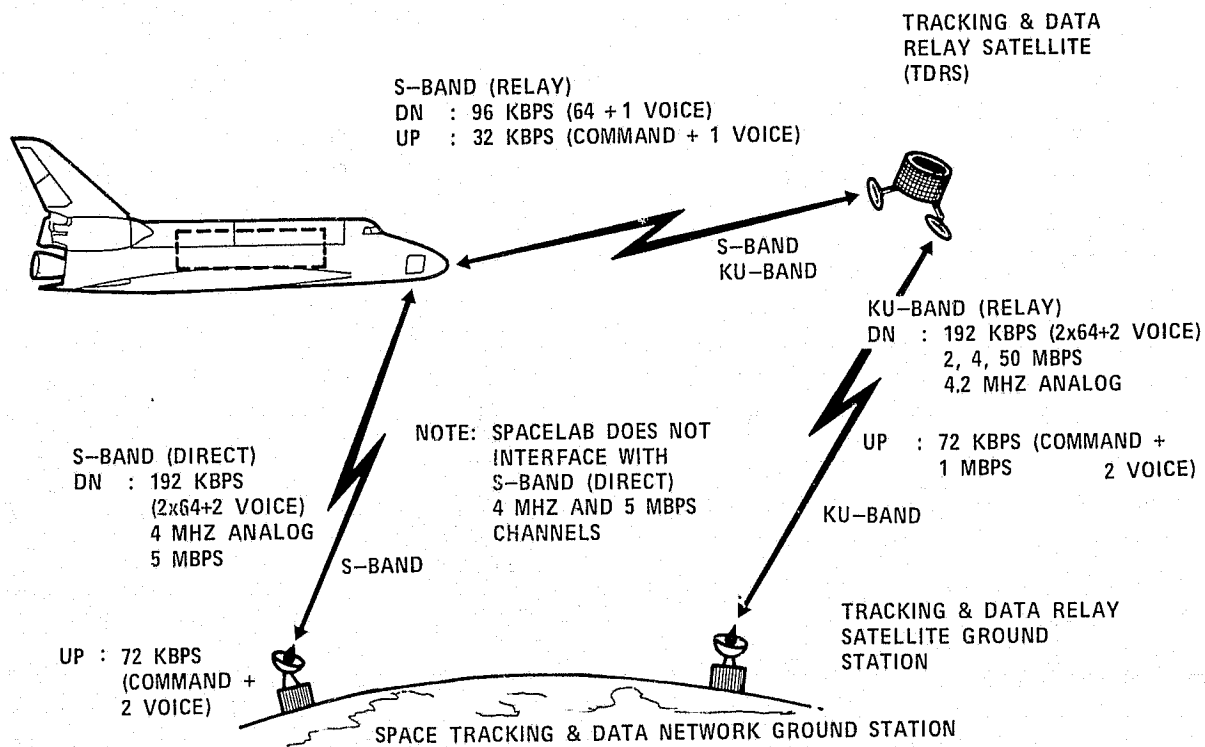 TRACKING & DATA
RELAY SATELLITE
(TDRS)
S-BAND (RELAY)
DN : 96 KBPS (64 + 1 VOICE)
UP : 32 KBPS (COMMAND + 1 VOICE)
S-BAND
KU-BAND
KU-BAND (RELAY)
DN : 192 KBPS (2x64+2 VOICE)
2, 4, 50 MBPS
4.2 MHZ ANALOG
UP : 72 KBPS (COMMAND +
1 MBPS 2 VOICE)
KU-BAND
NOTE: SPACELAB DOES NOT
INTERFACE WITH
S-BAND (DIRECT)
4 MHZ AND 5 MBPS
CHANNELS
S-BAND (DIRECT)
DN : 192 KBPS
(2x64+2 VOICE)
4 MHZ ANALOG
5 MBPS
S-BAND
UP : 72 KBPS
(COMMAND +
2 VOICE)
TRACKING & DATA RELAY
SATELLITE GROUND
STATION
SPACE TRACKING & DATA NETWORK GROUND STATION